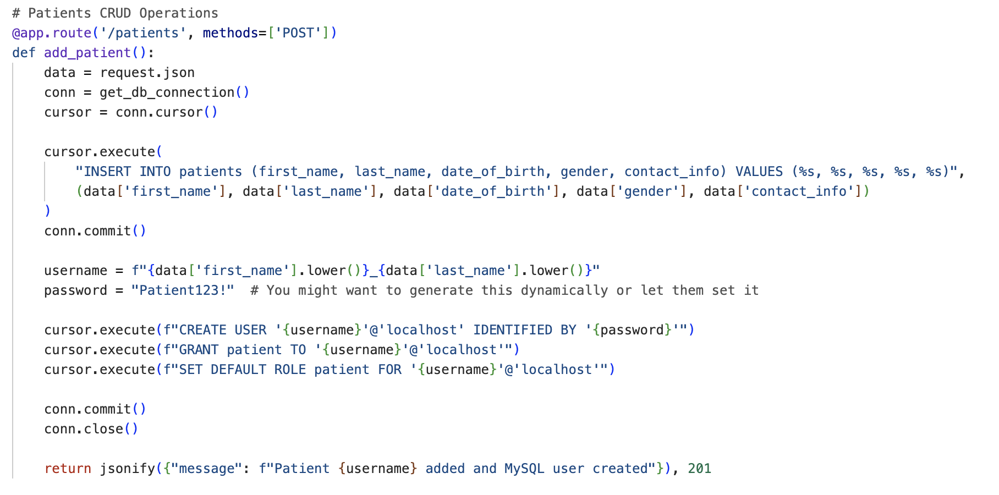 # Patients CRUD Operations
@app.route('/patients', methods=['POST'])
def add_patient():
    data = request.json
    conn = get_db_connection()
    cursor = conn.cursor()

    cursor.execute(
        "INSERT INTO patients (first_name, last_name, date_of_birth, gender, contact_info) VALUES (%s, %s, %s, %s, %s)",
        (data['first_name'], data['last_name'], data['date_of_birth'], data['gender'], data['contact_info'])
    )
    conn.commit()

    username = f"{data['first_name'].lower()}_{data['last_name'].lower()}"
    password = "Patient123!"  # You might want to generate this dynamically or let them set it

    cursor.execute(f"CREATE USER '{username}'@'localhost' IDENTIFIED BY '{password}'")
    cursor.execute(f"GRANT patient TO '{username}'@'localhost'")
    cursor.execute(f"SET DEFAULT ROLE patient FOR '{username}'@'localhost'")

    conn.commit()
    conn.close()

    return jsonify({"message": f"Patient {username} added and MySQL user created"}), 201